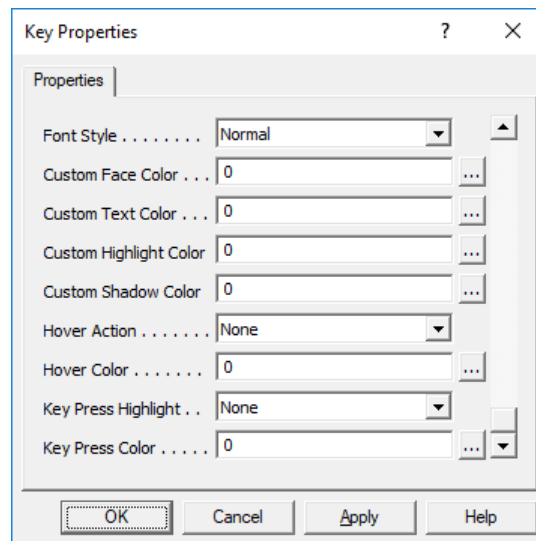 Key Properties ?
Properties
Font Style . . . . . . . . Normal
Custom Face Color . . . 0 ...
Custom Text Color . . . 0 ...
Custom Highlight Color 0 ...
Custom Shadow Color 0 ...
Hover Action . . . . . . . None
Hover Color . . . . . . . 0 ...
Key Press Highlight . . None
Key Press Color . . . . . 0 ...
OK Cancel Apply Help